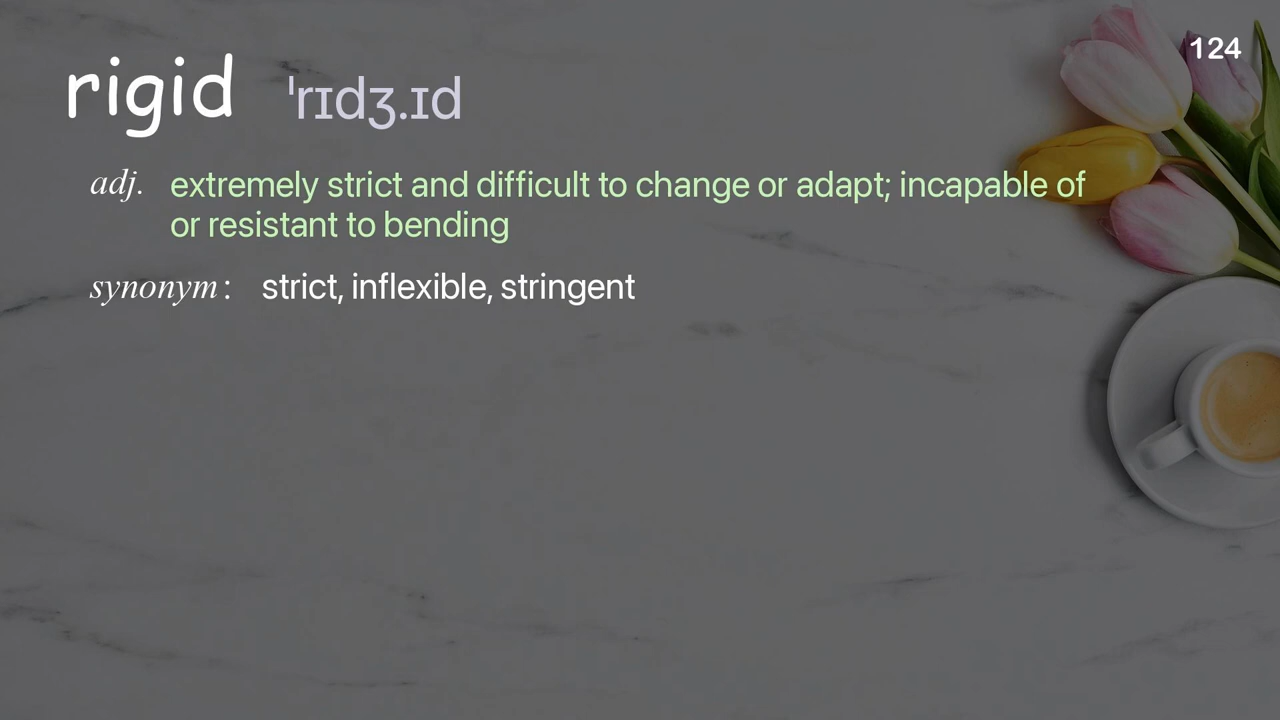 124
rigid ˈrɪdʒ.ɪd
adj. extremely strict and difficult to change or adapt; incapable of
or resistant to bending
synonym: strict, inflexible, stringent